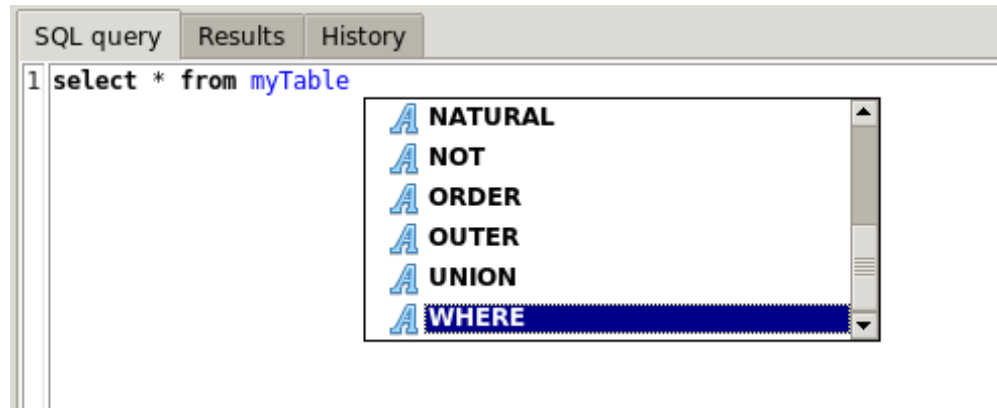 SQL query Results History
1 select * from myTable
NATURAL
NOT
ORDER
OUTER
UNION
WHERE